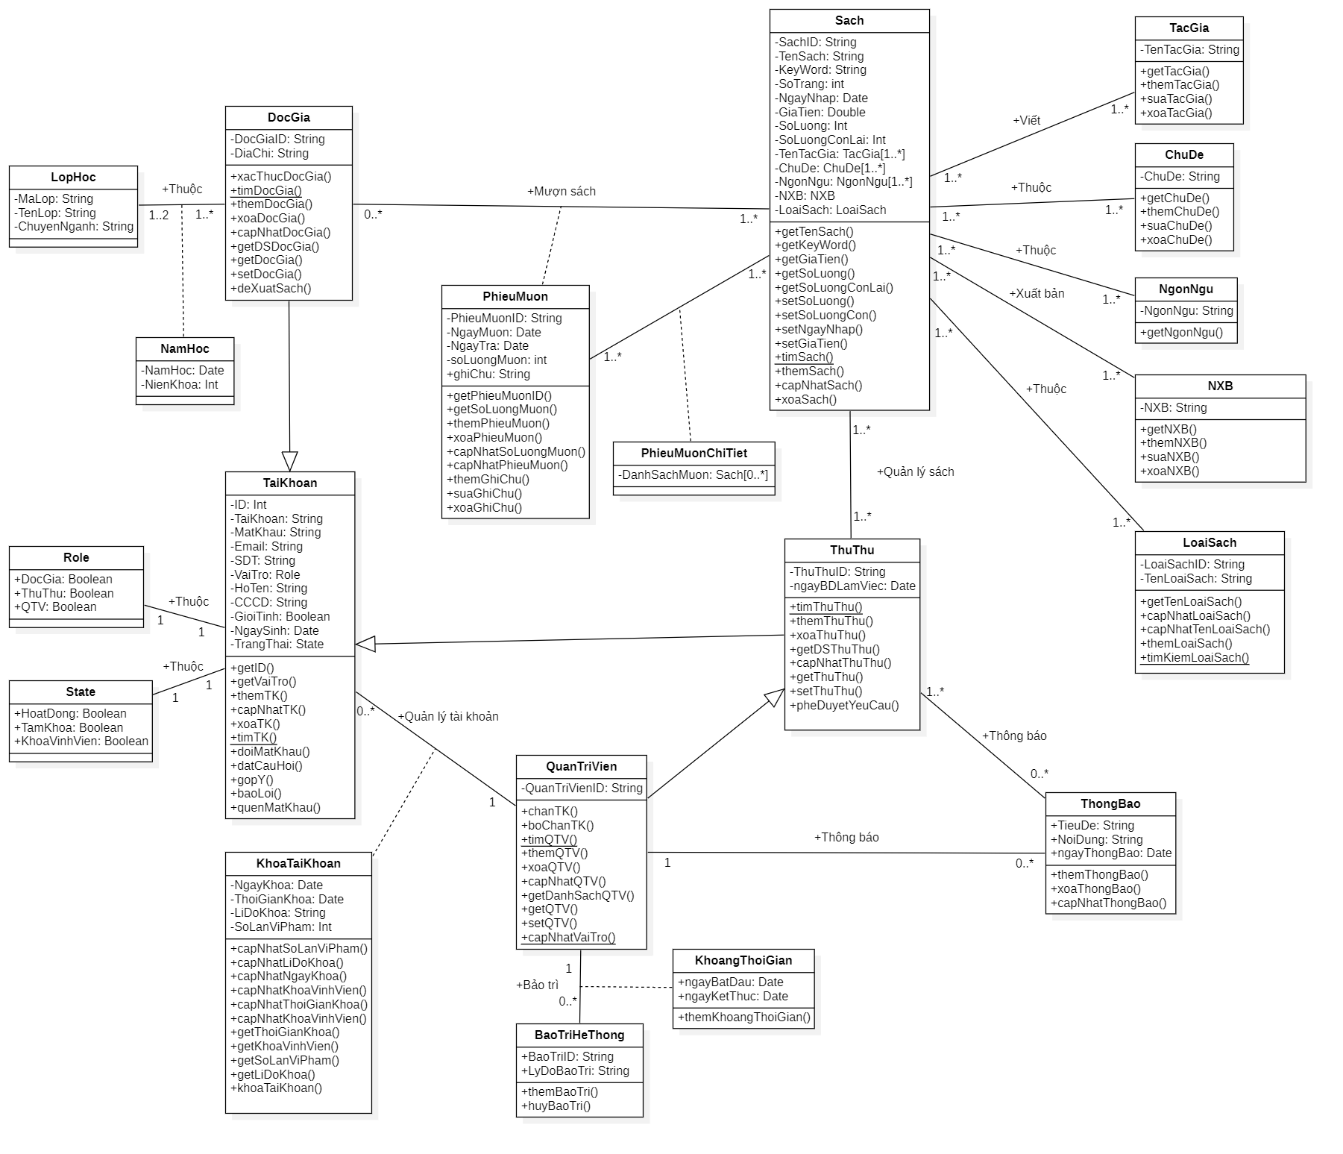 Sach
-SachID: String
-TenSach: String
-KeyWord: String
-SoTrang: int
-NgayNhap: Date
-GiaTien: Double
-SoLuong: Int
-SoLuongConLai: Int
-TenTacGia: TacGia[1..*]
-ChuDe: ChuDe[1..*]
-NgonNgu: NgonNgu[1..*]
-NXB: NXB
-LoaiSach: LoaiSach
+getTenSach()
+getKeyWord()
+getGiaTien()
+getSoLuong()
+getSoLuongConLai()
+setSoLuong()
+setSoLuongCon()
+setNgayNhap()
+setGiaTien()
+timSach()
+themSach()
+capNhatSach()
+xoaSach()
TacGia
-TenTacGia: String
+getTacGia()
+themTacGia()
+suaTacGia()
+xoaTacGia()
+Viết
1..*
1..*
ChuDe
-ChuDe: String
+getChuDe()
+themChuDe()
+suaChuDe()
+xoaChuDe()
+Thuộc
1..*
1..*
NgonNgu
-NgonNgu: String
+getNgonNgu()
+Thuộc
1..*
1..*
NXB
-NXB: String
+getNXB()
+themNXB()
+suaNXB()
+xoaNXB()
+Xuất bản
1..*
1..*
LoaiSach
-LoaiSachID: String
-TenLoaiSach: String
+getTenLoaiSach()
+capNhatLoaiSach()
+capNhatTenLoaiSach()
+themLoaiSach()
+timKiemLoaiSach()
+Thuộc
1..*
1..*
DocGia
-DocGiaID: String
-DiaChi: String
+xacThucDocGia()
+timDocGia()
+themDocGia()
+xoaDocGia()
+capNhatDocGia()
+getDSDocGia()
+getDocGia()
+setDocGia()
+deXuatSach()
+Mượn sách
0..*
1..*
LopHoc
-MaLop: String
-TenLop: String
-ChuyenNganh: String
+Thuộc
1..2
1..*
NamHoc
-NamHoc: Date
-NienKhoa: Int
PhieuMuon
-PhieuMuonID: String
-NgayMuon: Date
-NgayTra: Date
-soLuongMuon: int
+ghiChu: String
+getPhieuMuonID()
+getSoLuongMuon()
+themPhieuMuon()
+xoaPhieuMuon()
+capNhatSoLuongMuon()
+capNhatPhieuMuon()
+themGhiChu()
+suaGhiChu()
+xoaGhiChu()
1..*
1..*
PhieuMuonChiTiet
-DanhSachMuon: Sach[0..*]
1..*
+Quản lý sách
1..*
TaiKhoan
-ID: Int
-TaiKhoan: String
-MatKhau: String
-Email: String
-SDT: String
-VaiTro: Role
-HoTen: String
-CCCD: String
-GioiTinh: Boolean
-NgaySinh: Date
-TrangThai: State
+getID()
+getVaiTro()
+themTK()
+capNhatTK()
+xoaTK()
+timTK()
+doiMatKhau()
+datCauHoi()
+gopY()
+baoLoi()
+quenMatKhau()
Role
+DocGia: Boolean
+ThuThu: Boolean
+QTV: Boolean
+Thuộc
1
1
State
+HoatDong: Boolean
+TamKhoa: Boolean
+KhoaVinhVien: Boolean
+Thuộc
1
1
ThuThu
-ThuThuID: String
-ngayBDLamViec: Date
+timThuThu()
+themThuThu()
+xoaThuThu()
+getDSThuThu()
+capNhatThuThu()
+getThuThu()
+setThuThu()
+pheDuyetYeuCau()
1..*
+Thông báo
0..*
0..*
+Quản lý tài khoản
1
QuanTriVien
-QuanTriVienID: String
+chanTK()
+boChanTK()
+timQTV()
+themQTV()
+xoaQTV()
+capNhatQTV()
+getDanhSachQTV()
+getQTV()
+setQTV()
+capNhatVaiTro()
+Thông báo
1
0..*
ThongBao
+TieuDe: String
+NoiDung: String
+ngayThongBao: Date
+themThongBao()
+xoaThongBao()
+capNhatThongBao()
KhoaTaiKhoan
-NgayKhoa: Date
-ThoiGianKhoa: Date
-LiDoKhoa: String
-SoLanViPham: Int
+capNhatSoLanViPham()
+capNhatLiDoKhoa()
+capNhatNgayKhoa()
+capNhatKhoaVinhVien()
+capNhatThoiGianKhoa()
+capNhatKhoaVinhVien()
+getThoiGianKhoa()
+getKhoaVinhVien()
+getSoLanViPham()
+getLiDoKhoa()
+khoaTaiKhoan()
1
+Bảo trì
0..*
KhoangThoiGian
+ngayBatDau: Date
+ngayKetThuc: Date
+themKhoangThoiGian()
BaoTriHeThong
+BaoTriID: String
+LyDoBaoTri: String
+themBaoTri()
+huyBaoTri()